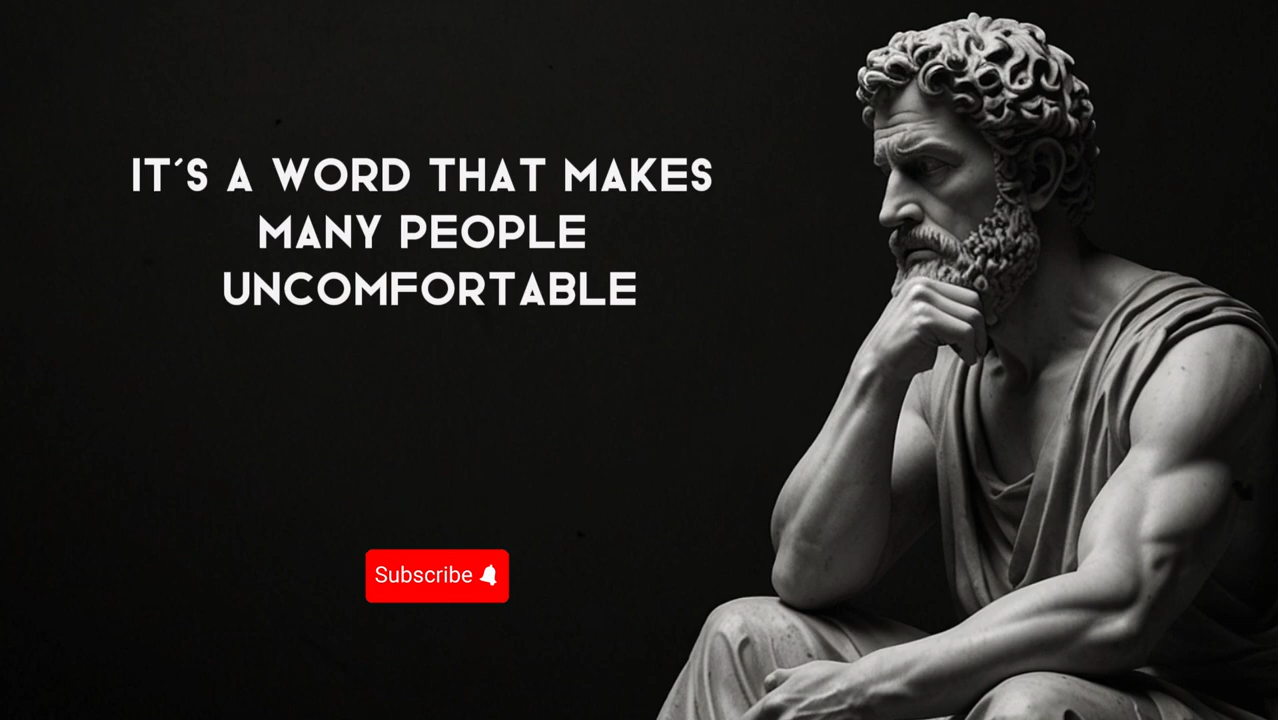 IT´S A WORD THAT MAKES
MANY PEOPLE
UNCOMFORTABLE
Subscribe